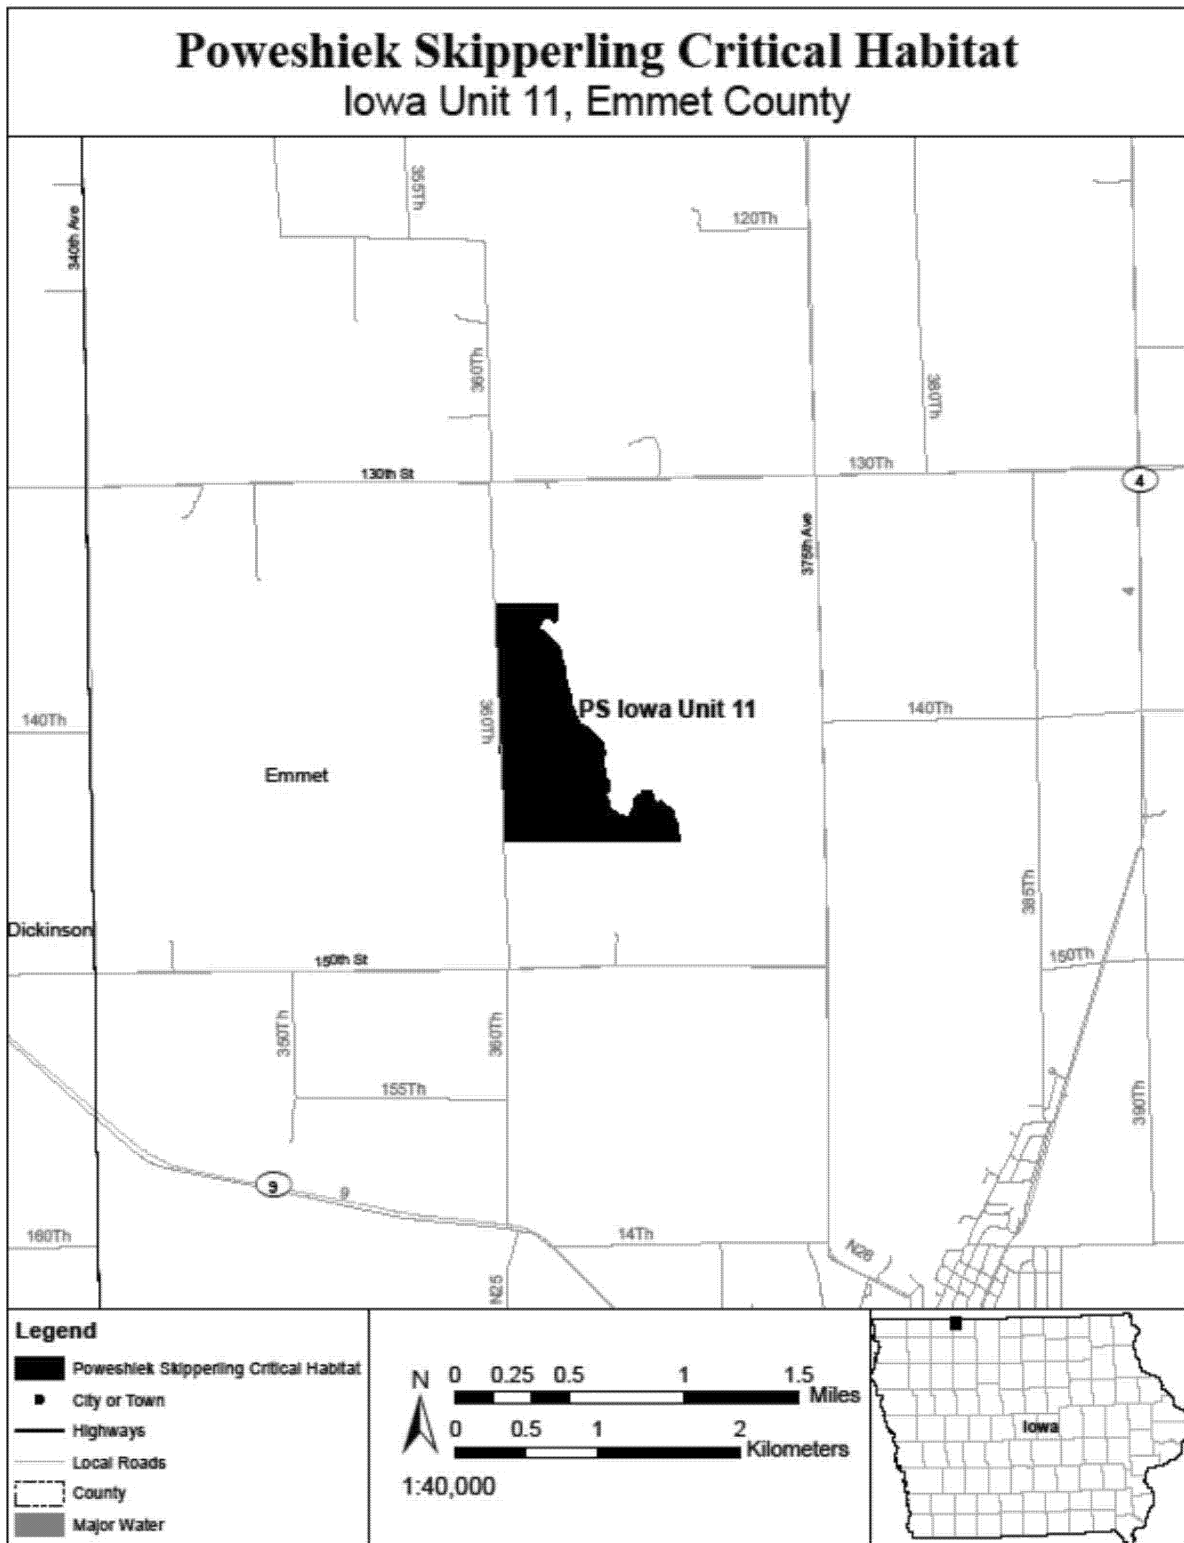 Poweshiek Skipperling Critical Habitat
Iowa Unit 11, Emmet County
355Th
340th Ave
120Th
360Th
380Th
130th St
130Th
4
375th Ave
4
PS Iowa Unit 11
140Th
360Th
140Th
Emmet
385Th
Dickinson
150th St
150Th
350Th
360Th
155Th
390Th
9
9
160Th
14Th
N26
N25
Legend
Poweshiek Skipperling Critical Habitat
City or Town
Highways
Local Roads
County
Major Water
N
0 0.25 0.5 1 1.5
Miles
0 0.5 1 2
Kilometers
1:40,000
Iowa